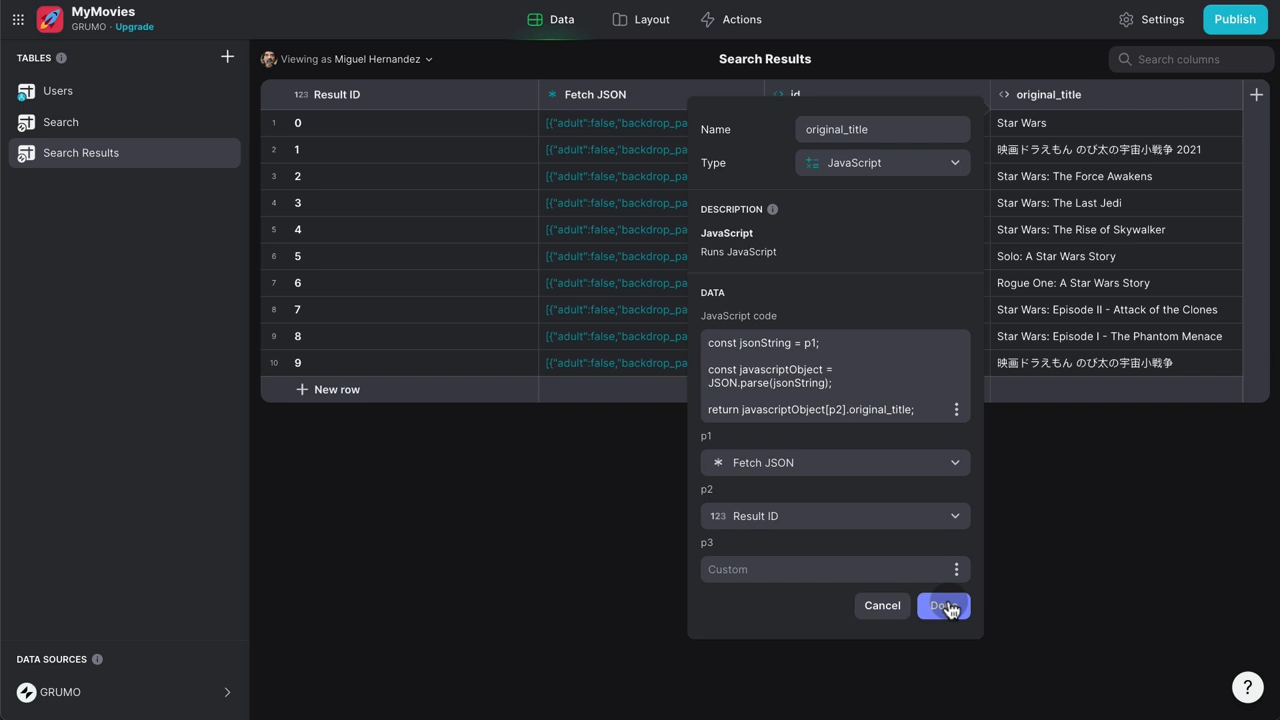 MyMovies
GRUMO · Upgrade
Data
Layout
Actions
Settings
Publish
TABLES
Users
Search
Search Results
DATA SOURCES
GRUMO
Viewing as Miguel Hernandez
Search Results
Search columns
123 Result ID
Fetch JSON
id
original_title
1 0 [{"adult":false,"backdrop_pa Star Wars
2 1 [{"adult":false,"backdrop_pa 映画ドラえもん のび太の宇宙小戦争 2021
3 2 [{"adult":false,"backdrop_pa Star Wars: The Force Awakens
4 3 [{"adult":false,"backdrop_pa Star Wars: The Last Jedi
5 4 [{"adult":false,"backdrop_pa Star Wars: The Rise of Skywalker
6 5 [{"adult":false,"backdrop_pa Solo: A Star Wars Story
7 6 [{"adult":false,"backdrop_pa Rogue One: A Star Wars Story
8 7 [{"adult":false,"backdrop_pa Star Wars: Episode II - Attack of the Clones
9 8 [{"adult":false,"backdrop_pa Star Wars: Episode I - The Phantom Menace
10 9 [{"adult":false,"backdrop_pa 映画ドラえもん のび太の宇宙小戦争
New row
Name original_title
Type JavaScript
DESCRIPTION
JavaScript
Runs JavaScript
DATA
JavaScript code
const jsonString = p1;
const javascriptObject =
JSON.parse(jsonString);
return javascriptObject[p2].original_title;
p1
Fetch JSON
p2
123 Result ID
p3
Custom
Cancel
?